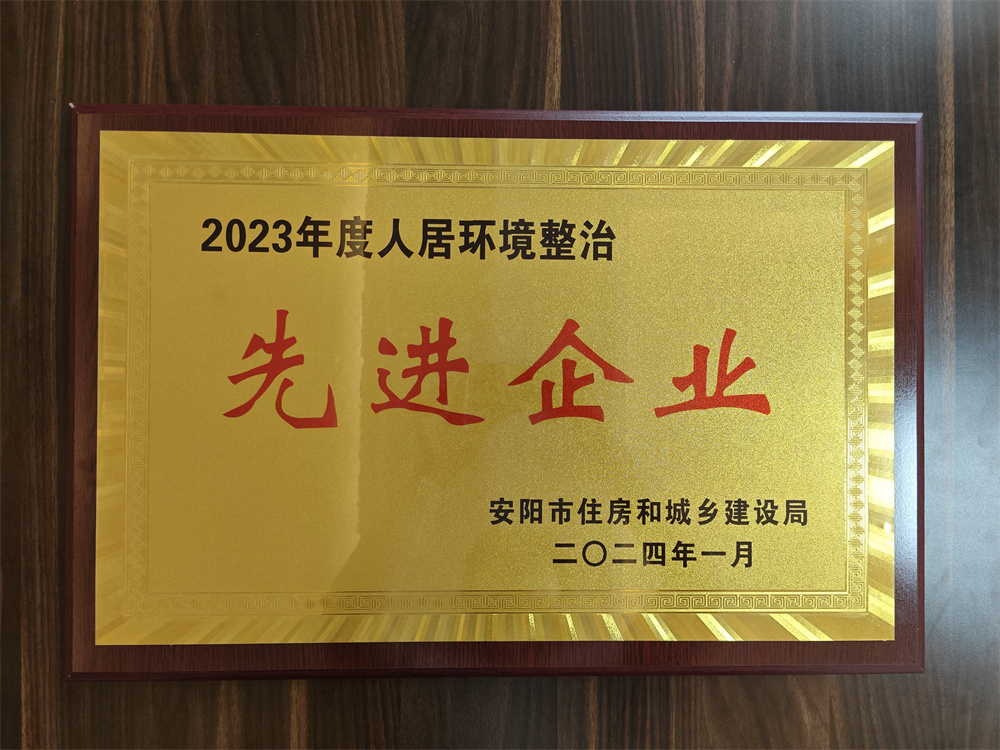 2023年度人居环境整治
先进企业
安阳市住房和城乡建设局
二〇二四年一月